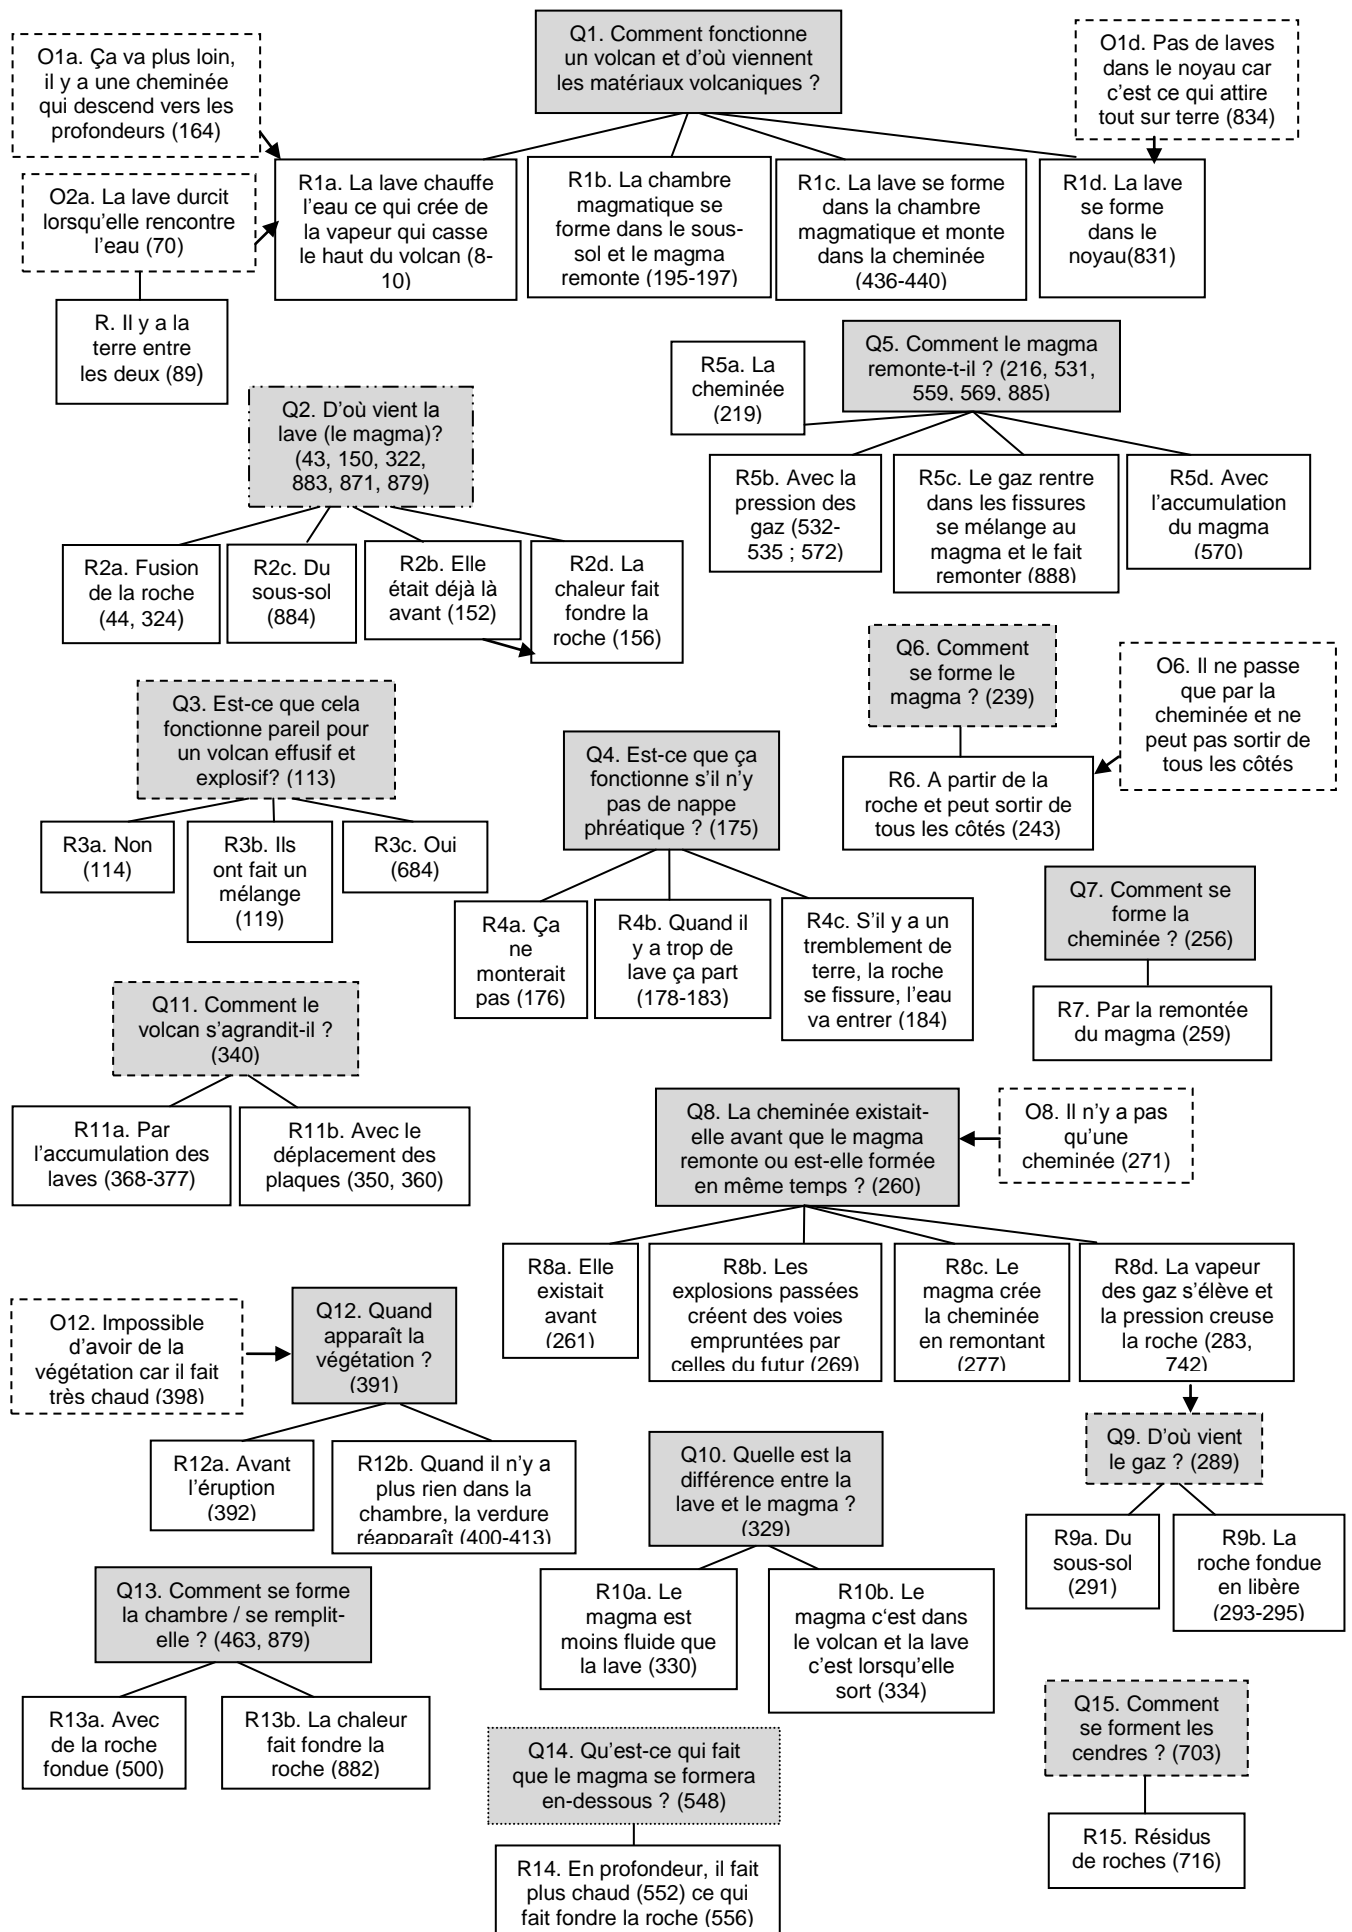 Q1. Comment fonctionne
un volcan et d'où viennent
les matériaux volcaniques ?
O1a. Ça va plus loin,
il y a une cheminée
qui descend vers les
profondeurs (164)
O1d. Pas de laves
dans le noyau car
c'est ce qui attire
tout sur terre (834)
O2a. La lave durcit
lorsqu'elle rencontre
l'eau (70)
R1a. La lave chauffe
l'eau ce qui crée de
la vapeur qui casse
le haut du volcan (8-
10)
R1b. La chambre
magmatique se
forme dans le sous-
sol et le magma
remonte (195-197)
R1c. La lave se forme
dans la chambre
magmatique et monte
dans la cheminée
(436-440)
R1d. La lave
se forme
dans le
noyau(831)
R. Il y a la
terre entre
les deux (89)
Q5. Comment le magma
remonte-t-il ? (216, 531,
559, 569, 885)
R5a. La
cheminée
(219)
Q2. D'où vient la
lave (le magma)?
(43, 150, 322,
883, 871, 879)
R5b. Avec la
pression des
gaz (532-
535 ; 572)
R5c. Le gaz rentre
dans les fissures
se mélange au
magma et le fait
remonter (888)
R5d. Avec
l'accumulation
du magma
(570)
R2a. Fusion
de la roche
(44, 324)
R2c. Du
sous-sol
(884)
R2b. Elle
était déjà là
avant (152)
R2d. La
chaleur fait
fondre la
roche (156)
Q6. Comment
se forme le
magma ? (239)
O6. Il ne passe
que par la
cheminée et ne
peut pas sortir de
tous les côtés
Q3. Est-ce que cela
fonctionne pareil pour
un volcan effusif et
explosif? (113)
Q4. Est-ce que ça
fonctionne s'il n'y
pas de nappe
phréatique ? (175)
R6. A partir de la
roche et peut sortir de
tous les côtés (243)
R3a. Non
(114)
R3b. Ils
ont fait un
mélange
(119)
R3c. Oui
(684)
Q7. Comment se
forme la
cheminée ? (256)
R4a. Ça
ne
monterait
pas (176)
R4b. Quand il
y a trop de
lave ça part
(178-183)
R4c. S'il y a un
tremblement de
terre, la roche
se fissure, l'eau
va entrer (184)
R7. Par la remontée
du magma (259)
Q11. Comment le
volcan s'agrandit-il ?
(340)
R11a. Par
l'accumulation des
laves (368-377)
R11b. Avec le
déplacement des
plaques (350, 360)
Q8. La cheminée existait-
elle avant que le magma
remonte ou est-elle formée
en même temps ? (260)
O8. Il n'y a pas
qu'une
cheminée (271)
R8a. Elle
existait
avant
(261)
R8b. Les
explosions passées
créent des voies
empruntées par
celles du futur (269)
R8c. Le
magma crée
la cheminée
en remontant
(277)
R8d. La vapeur
des gaz s'élève et
la pression creuse
la roche (283,
742)
O12. Impossible
d'avoir de la
végétation car il fait
très chaud (398)
Q12. Quand
apparaît la
végétation ?
(391)
Q9. D'où vient
le gaz ? (289)
R12a. Avant
l'éruption
(392)
R12b. Quand il n'y a
plus rien dans la
chambre, la verdure
réapparaît (400-413)
Q10. Quelle est la
différence entre la
lave et le magma ?
(329)
R9a. Du
sous-sol
(291)
R9b. La
roche fondue
en libère
(293-295)
Q13. Comment se forme
la chambre / se remplit-
elle ? (463, 879)
R10a. Le
magma est
moins fluide que
la lave (330)
R10b. Le
magma c'est dans
le volcan et la lave
c'est lorsqu'elle
sort (334)
R13a. Avec
de la roche
fondue (500)
R13b. La chaleur
fait fondre la
roche (882)
Q14. Qu'est-ce qui fait
que le magma se formera
en-dessous ? (548)
Q15. Comment
se forment les
cendres ? (703)
R14. En profondeur, il fait
plus chaud (552) ce qui
fait fondre la roche (556)
R15. Résidus
de roches (716)